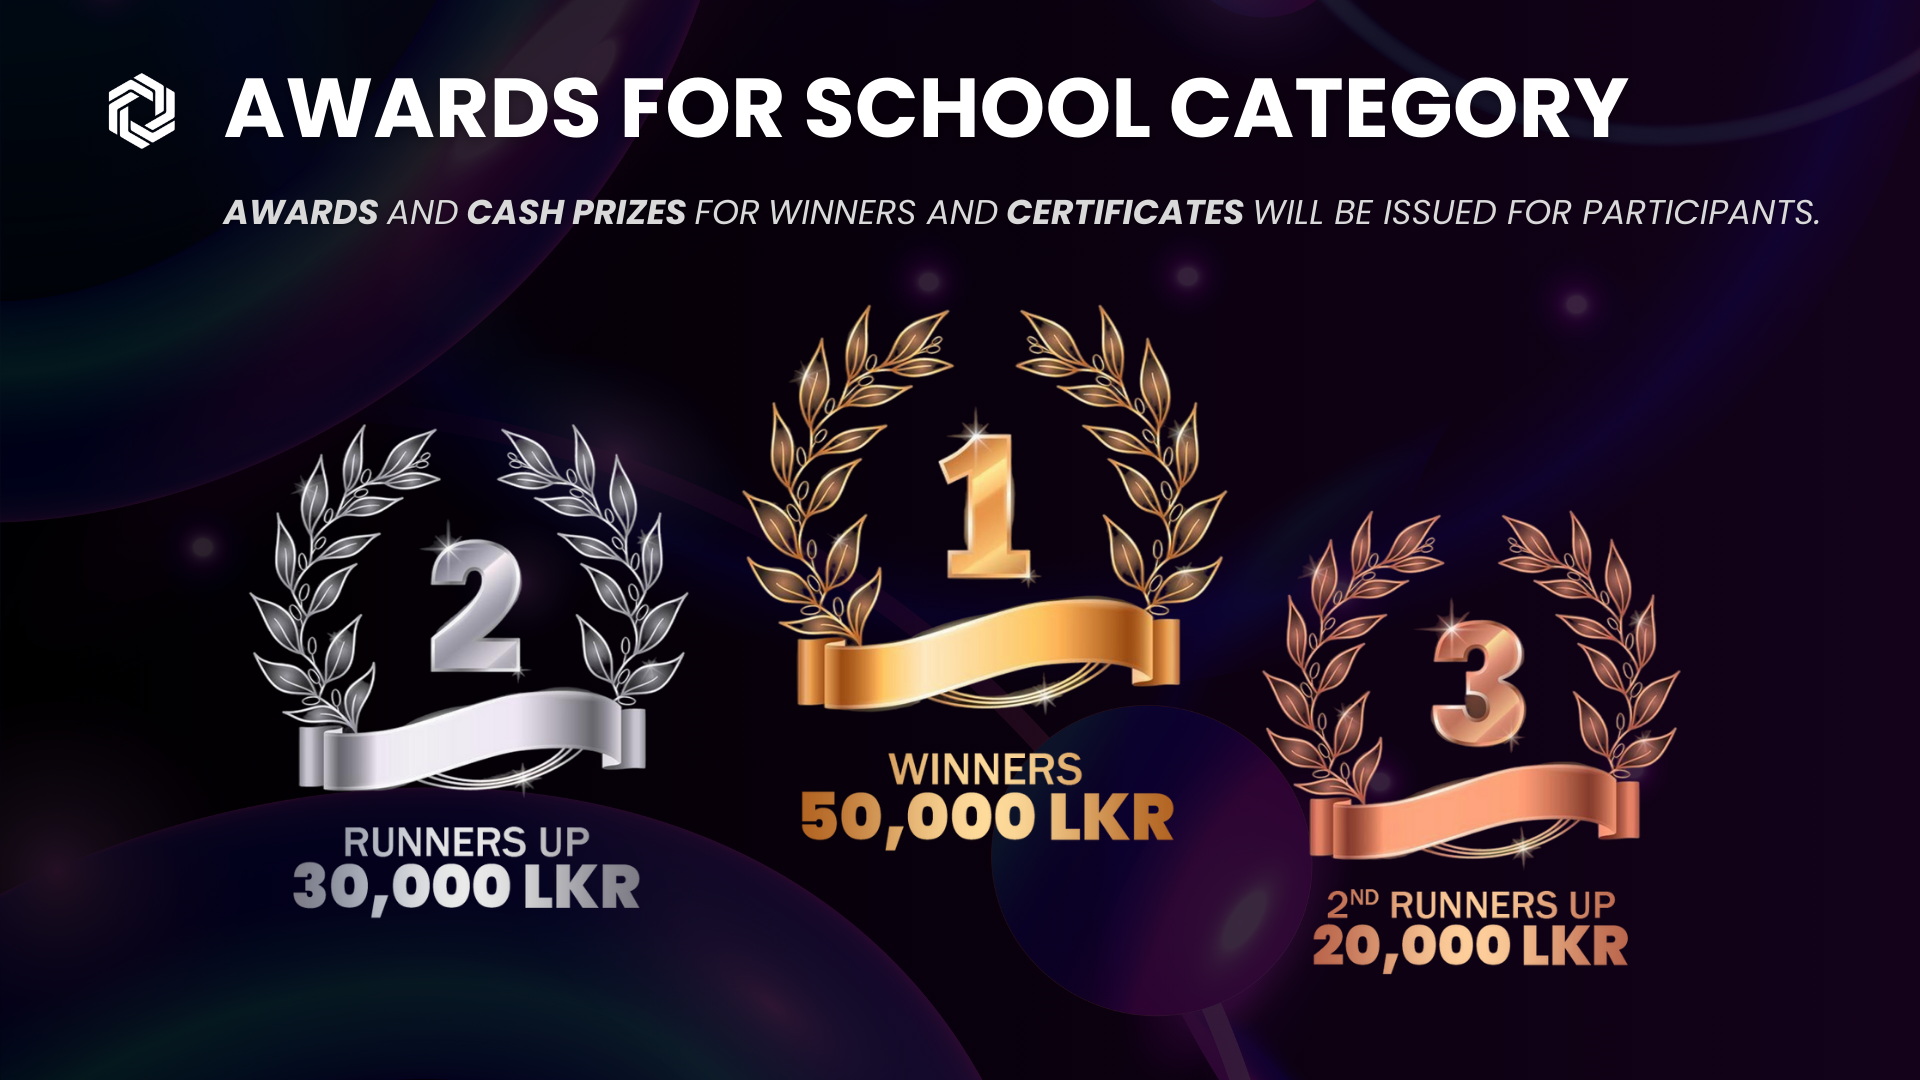 AWARDS FOR SCHOOL CATEGORY
AWARDS AND CASH PRIZES FOR WINNERS AND CERTIFICATES WILL BE ISSUED FOR PARTICIPANTS.
2
RUNNERS UP
30,000 LKR
1
WINNERS
50,000 LKR
3
2ND RUNNERS UP
20,000 LKR